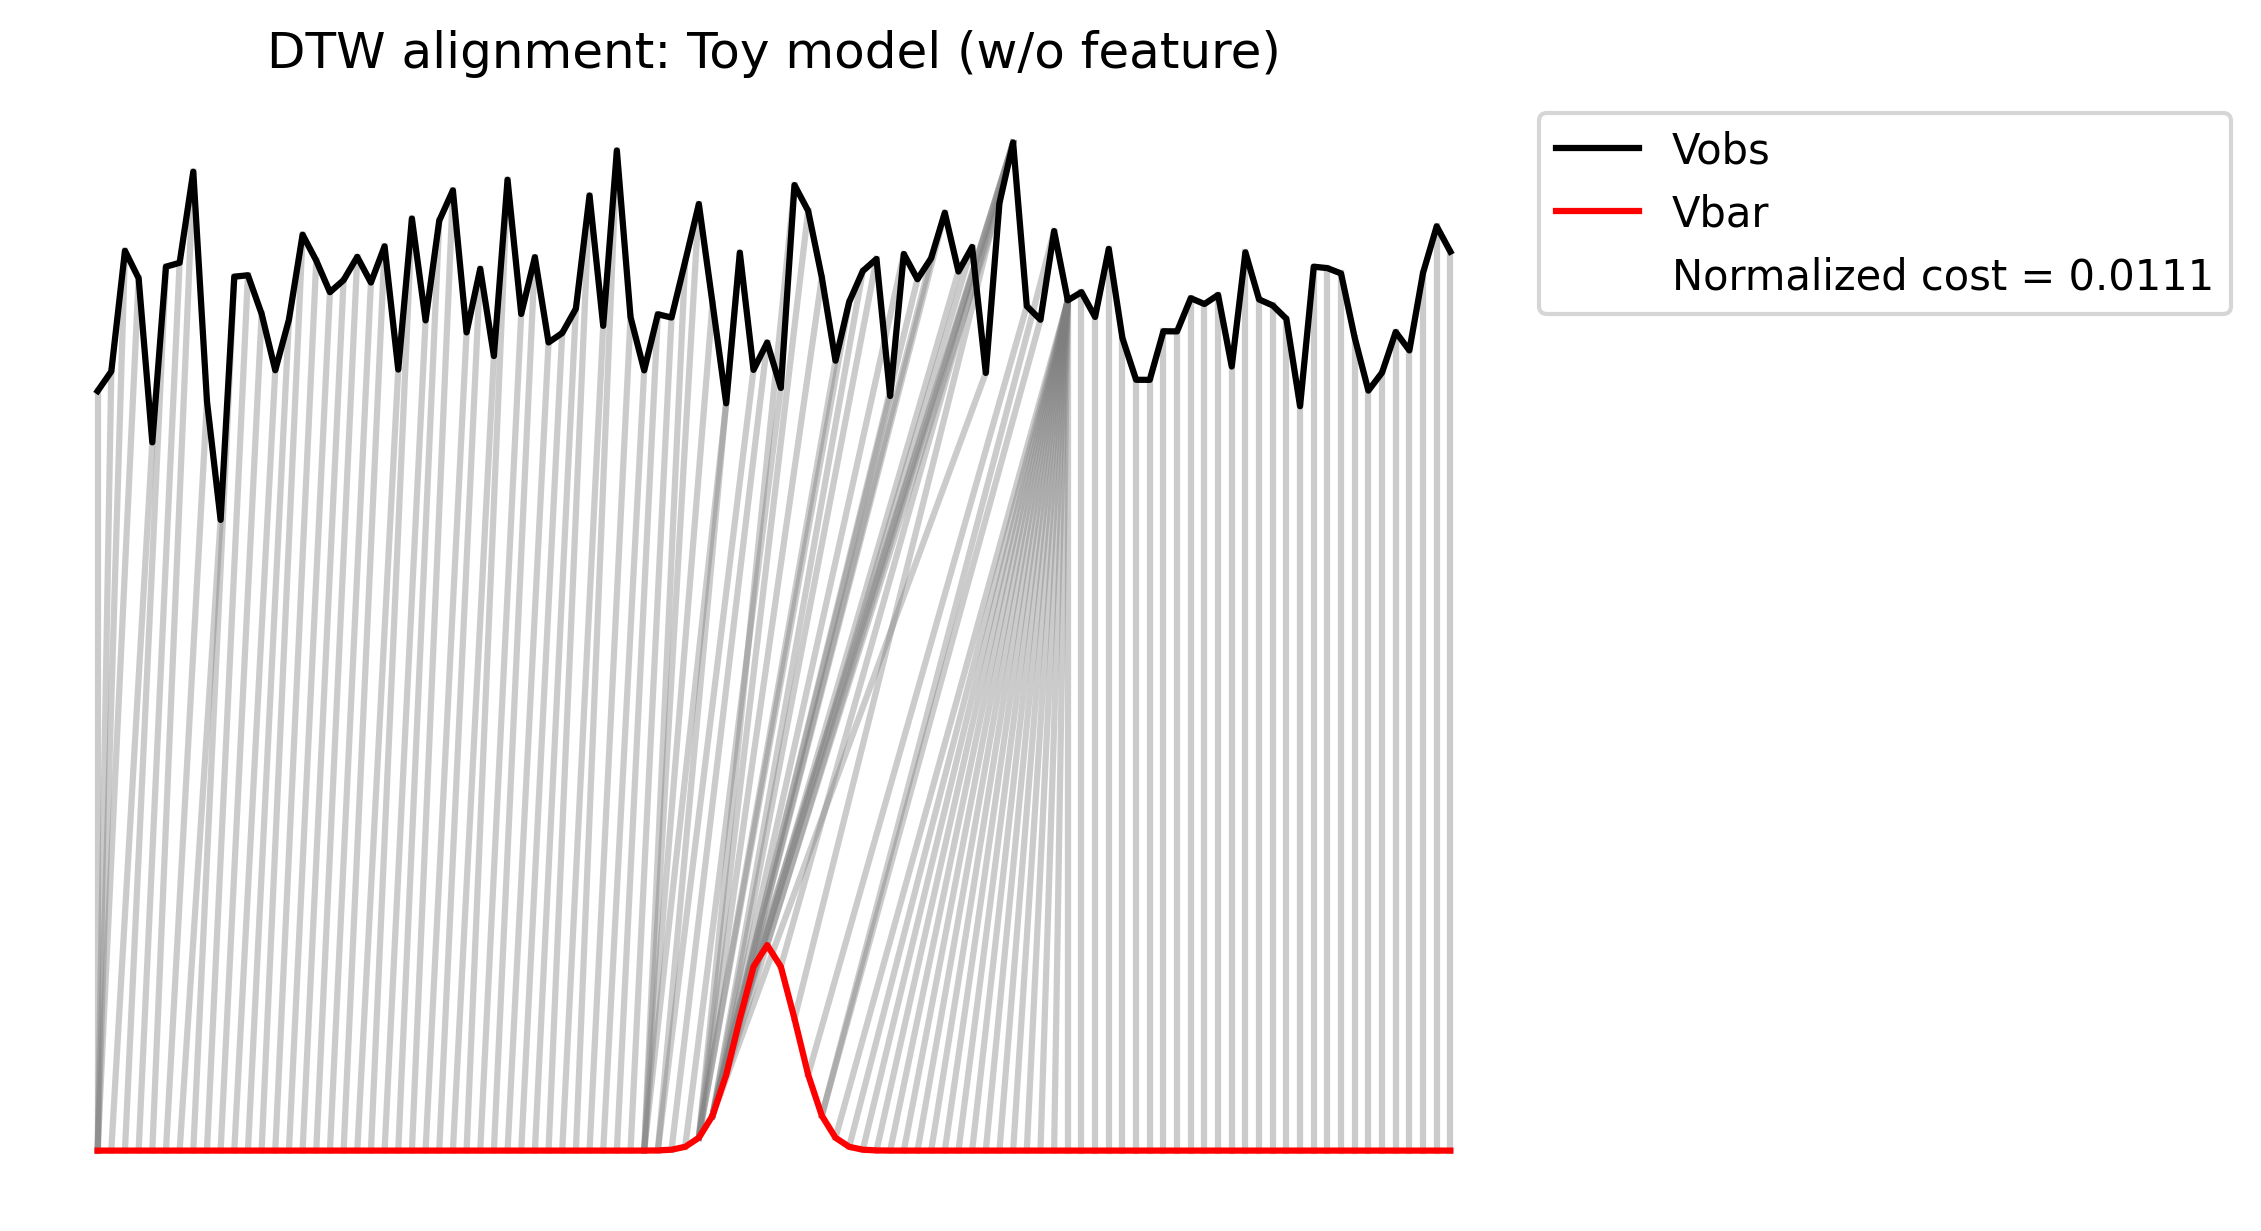 DTW alignment: Toy model (w/o feature)
Vobs
Vbar
Normalized cost = 0.0111